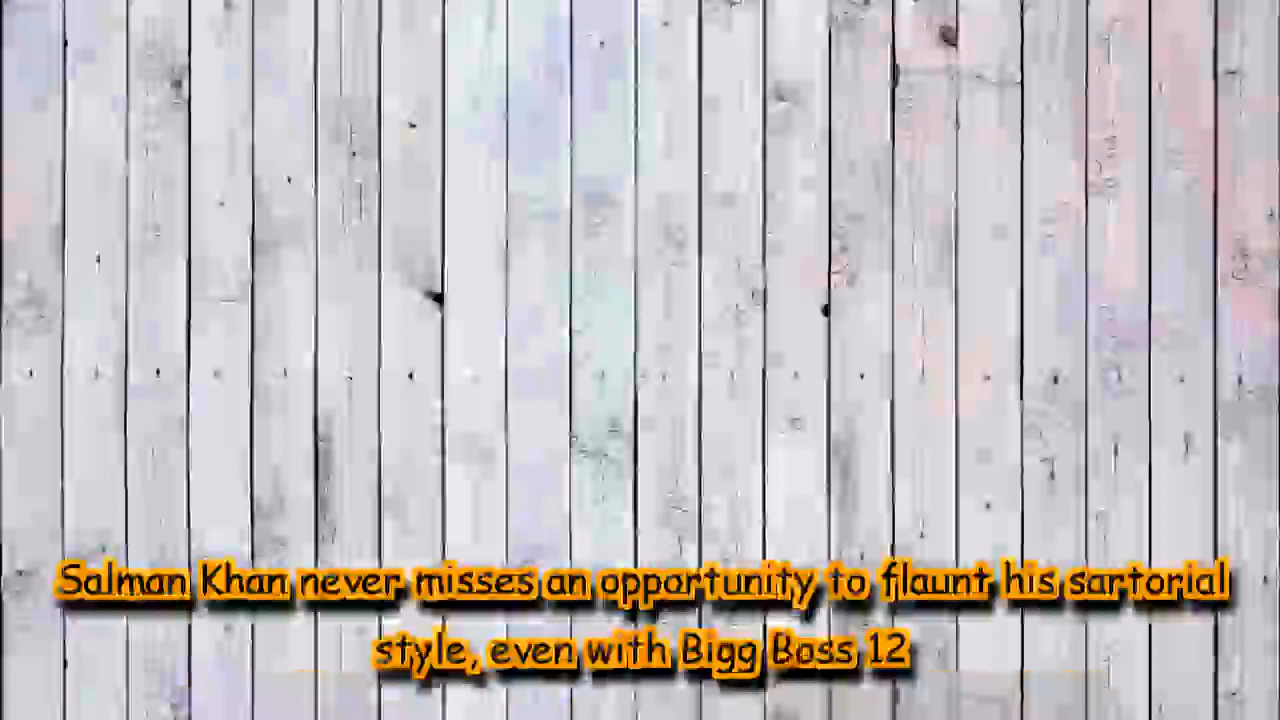 Salman Khan never misses an opportunity to flaunt his sartorial
style, even with Bigg Boss 12